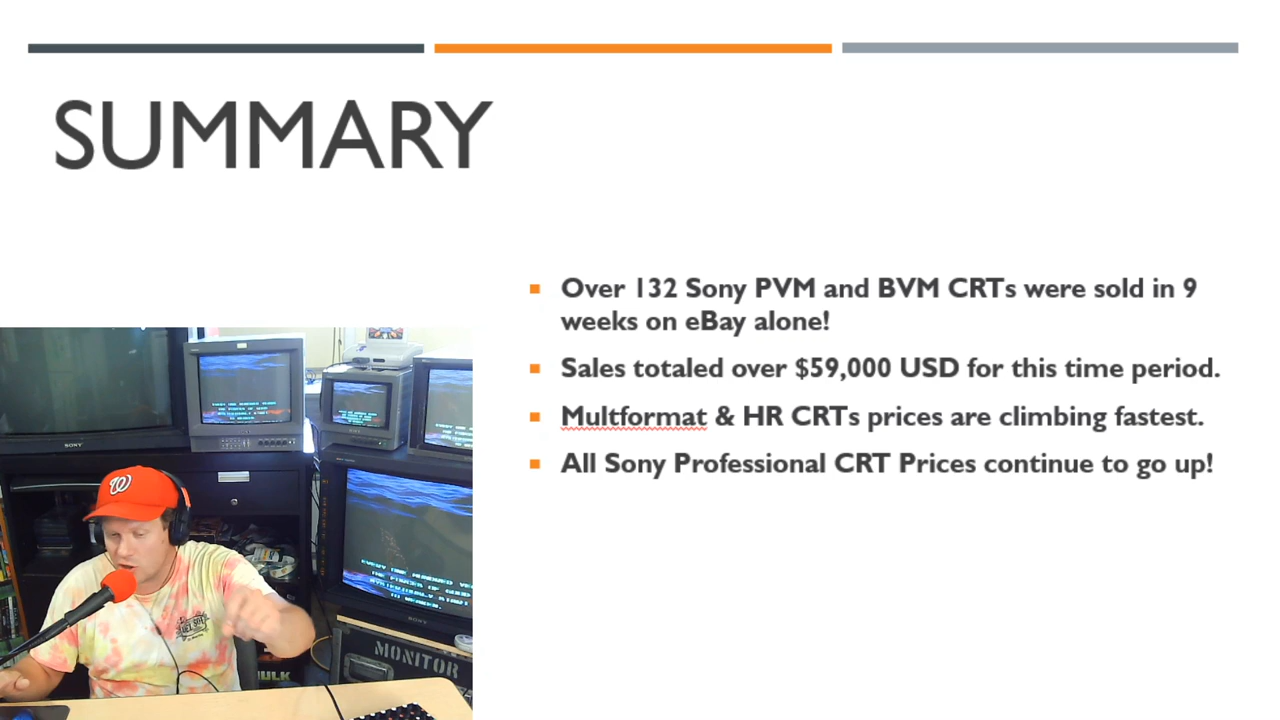 SUMMARY
Over 132 Sony PVM and BVM CRTs were sold in 9
weeks on eBay alone!
Sales totaled over $59,000 USD for this time period.
Multformat & HR CRTs prices are climbing fastest.
All Sony Professional CRT Prices continue to go up!
SONY
W
SONY
MONITOR
HULK